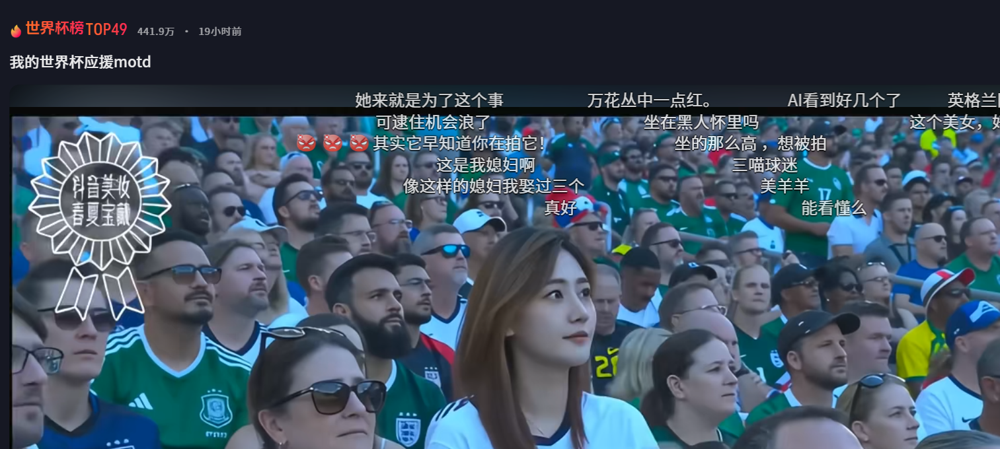 世界杯榜TOP49 441.9万 · 19小时前
我的世界杯应援motd
她来就是为了这个事 万花丛中一点红。 AI看到好几个了 英格兰
可逮住机会浪了 坐在黑人怀里吗 这个美女，
其实它早知道你在拍它！ 坐的那么高，想被拍
这是我媳妇啊 三喵球迷
像这样的媳妇我娶过三个 美羊羊
真好 能看懂么
抖音美妆
春夏宝藏
17